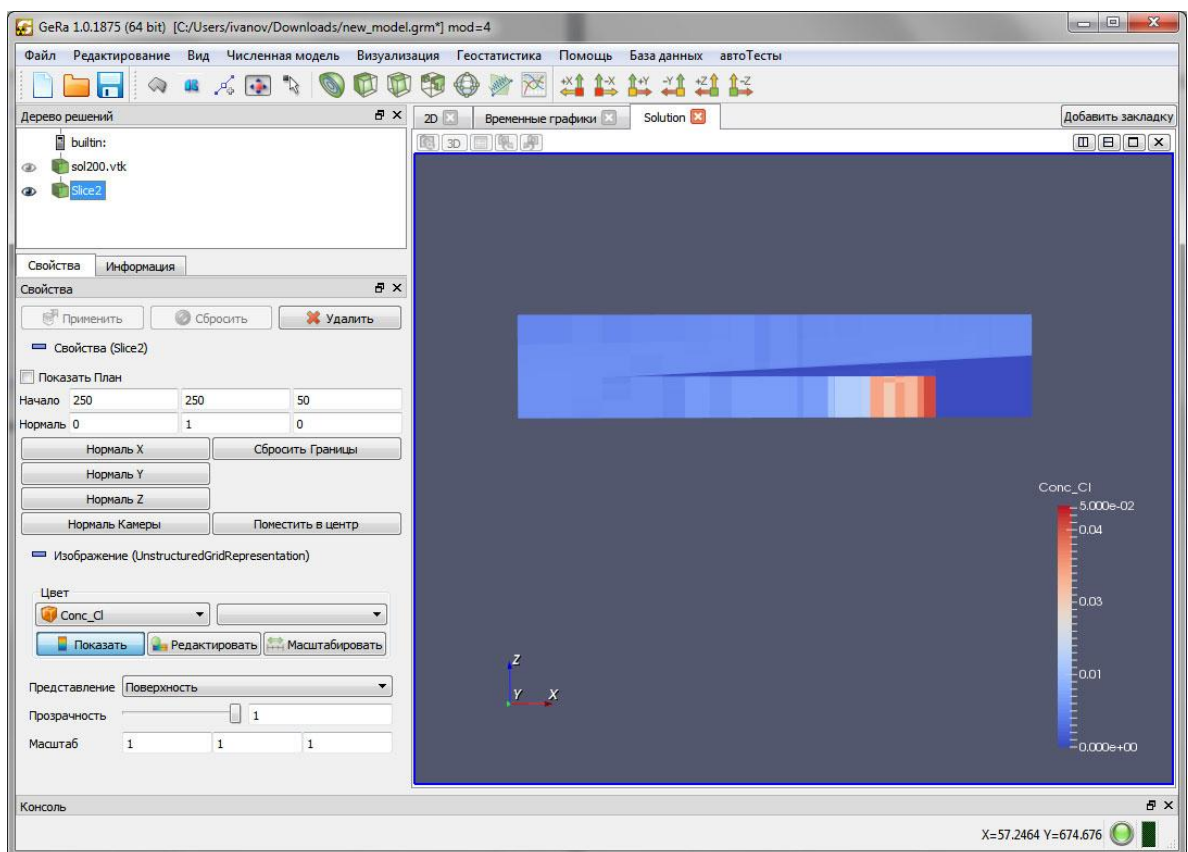 GeRa 1.0.1875 (64 bit) [C:/Users/ivanov/Downloads/new_model.grm*] mod=4
Файл Редактирование Вид Численная модель Визуализация Геостатистика Помощь База данных автоТесты
Дерево решений
builtin:
sol200.vtk
Slice2
Свойства Информация
Свойства
Применить Сбросить Удалить
Свойства (Slice2)
Показать План
Начало 250 250 50
Нормаль 0 1 0
Нормаль X Сбросить Границы
Нормаль Y
Нормаль Z
Нормаль Камеры Поместить в центр
Изображение (UnstructuredGridRepresentation)
Цвет
Conc_Cl
Показать Редактировать Масштабировать
Представление Поверхность
Прозрачность 1
Масштаб 1 1 1
2D Временные графики Solution Добавить закладку
3D
Conc_Cl
5.000e-02
0.04
0.03
0.01
0.000e+00
Z
Y X
Консоль
X=57.2464 Y=674.676